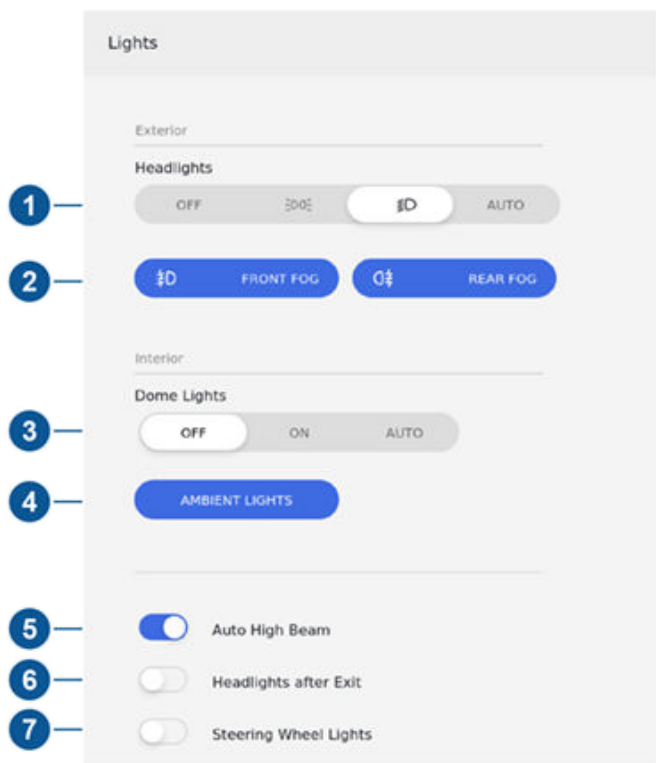 Lights
Exterior
Headlights
1 OFF AUTO
2 FRONT FOG REAR FOG
Interior
Dome Lights
3 OFF ON AUTO
4 AMBIENT LIGHTS
5 Auto High Beam
6 Headlights after Exit
7 Steering Wheel Lights